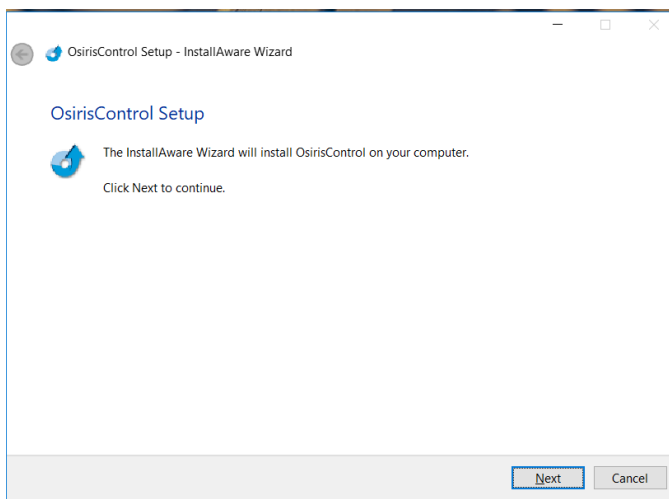 OsirisControl Setup - InstallAware Wizard
OsirisControl Setup
The InstallAware Wizard will install OsirisControl on your computer.
Click Next to continue.
Next
Cancel